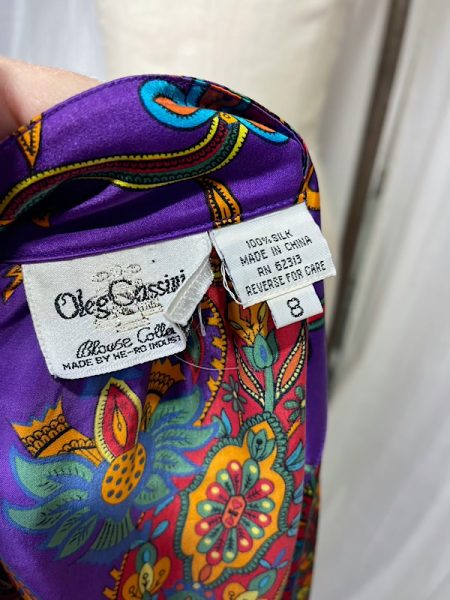 Oleg Cassini
Blouse Colle
MADE BY HE-RO INDUST
100% SILK
MADE IN CHINA
RN 62313
REVERSE FOR CARE
8